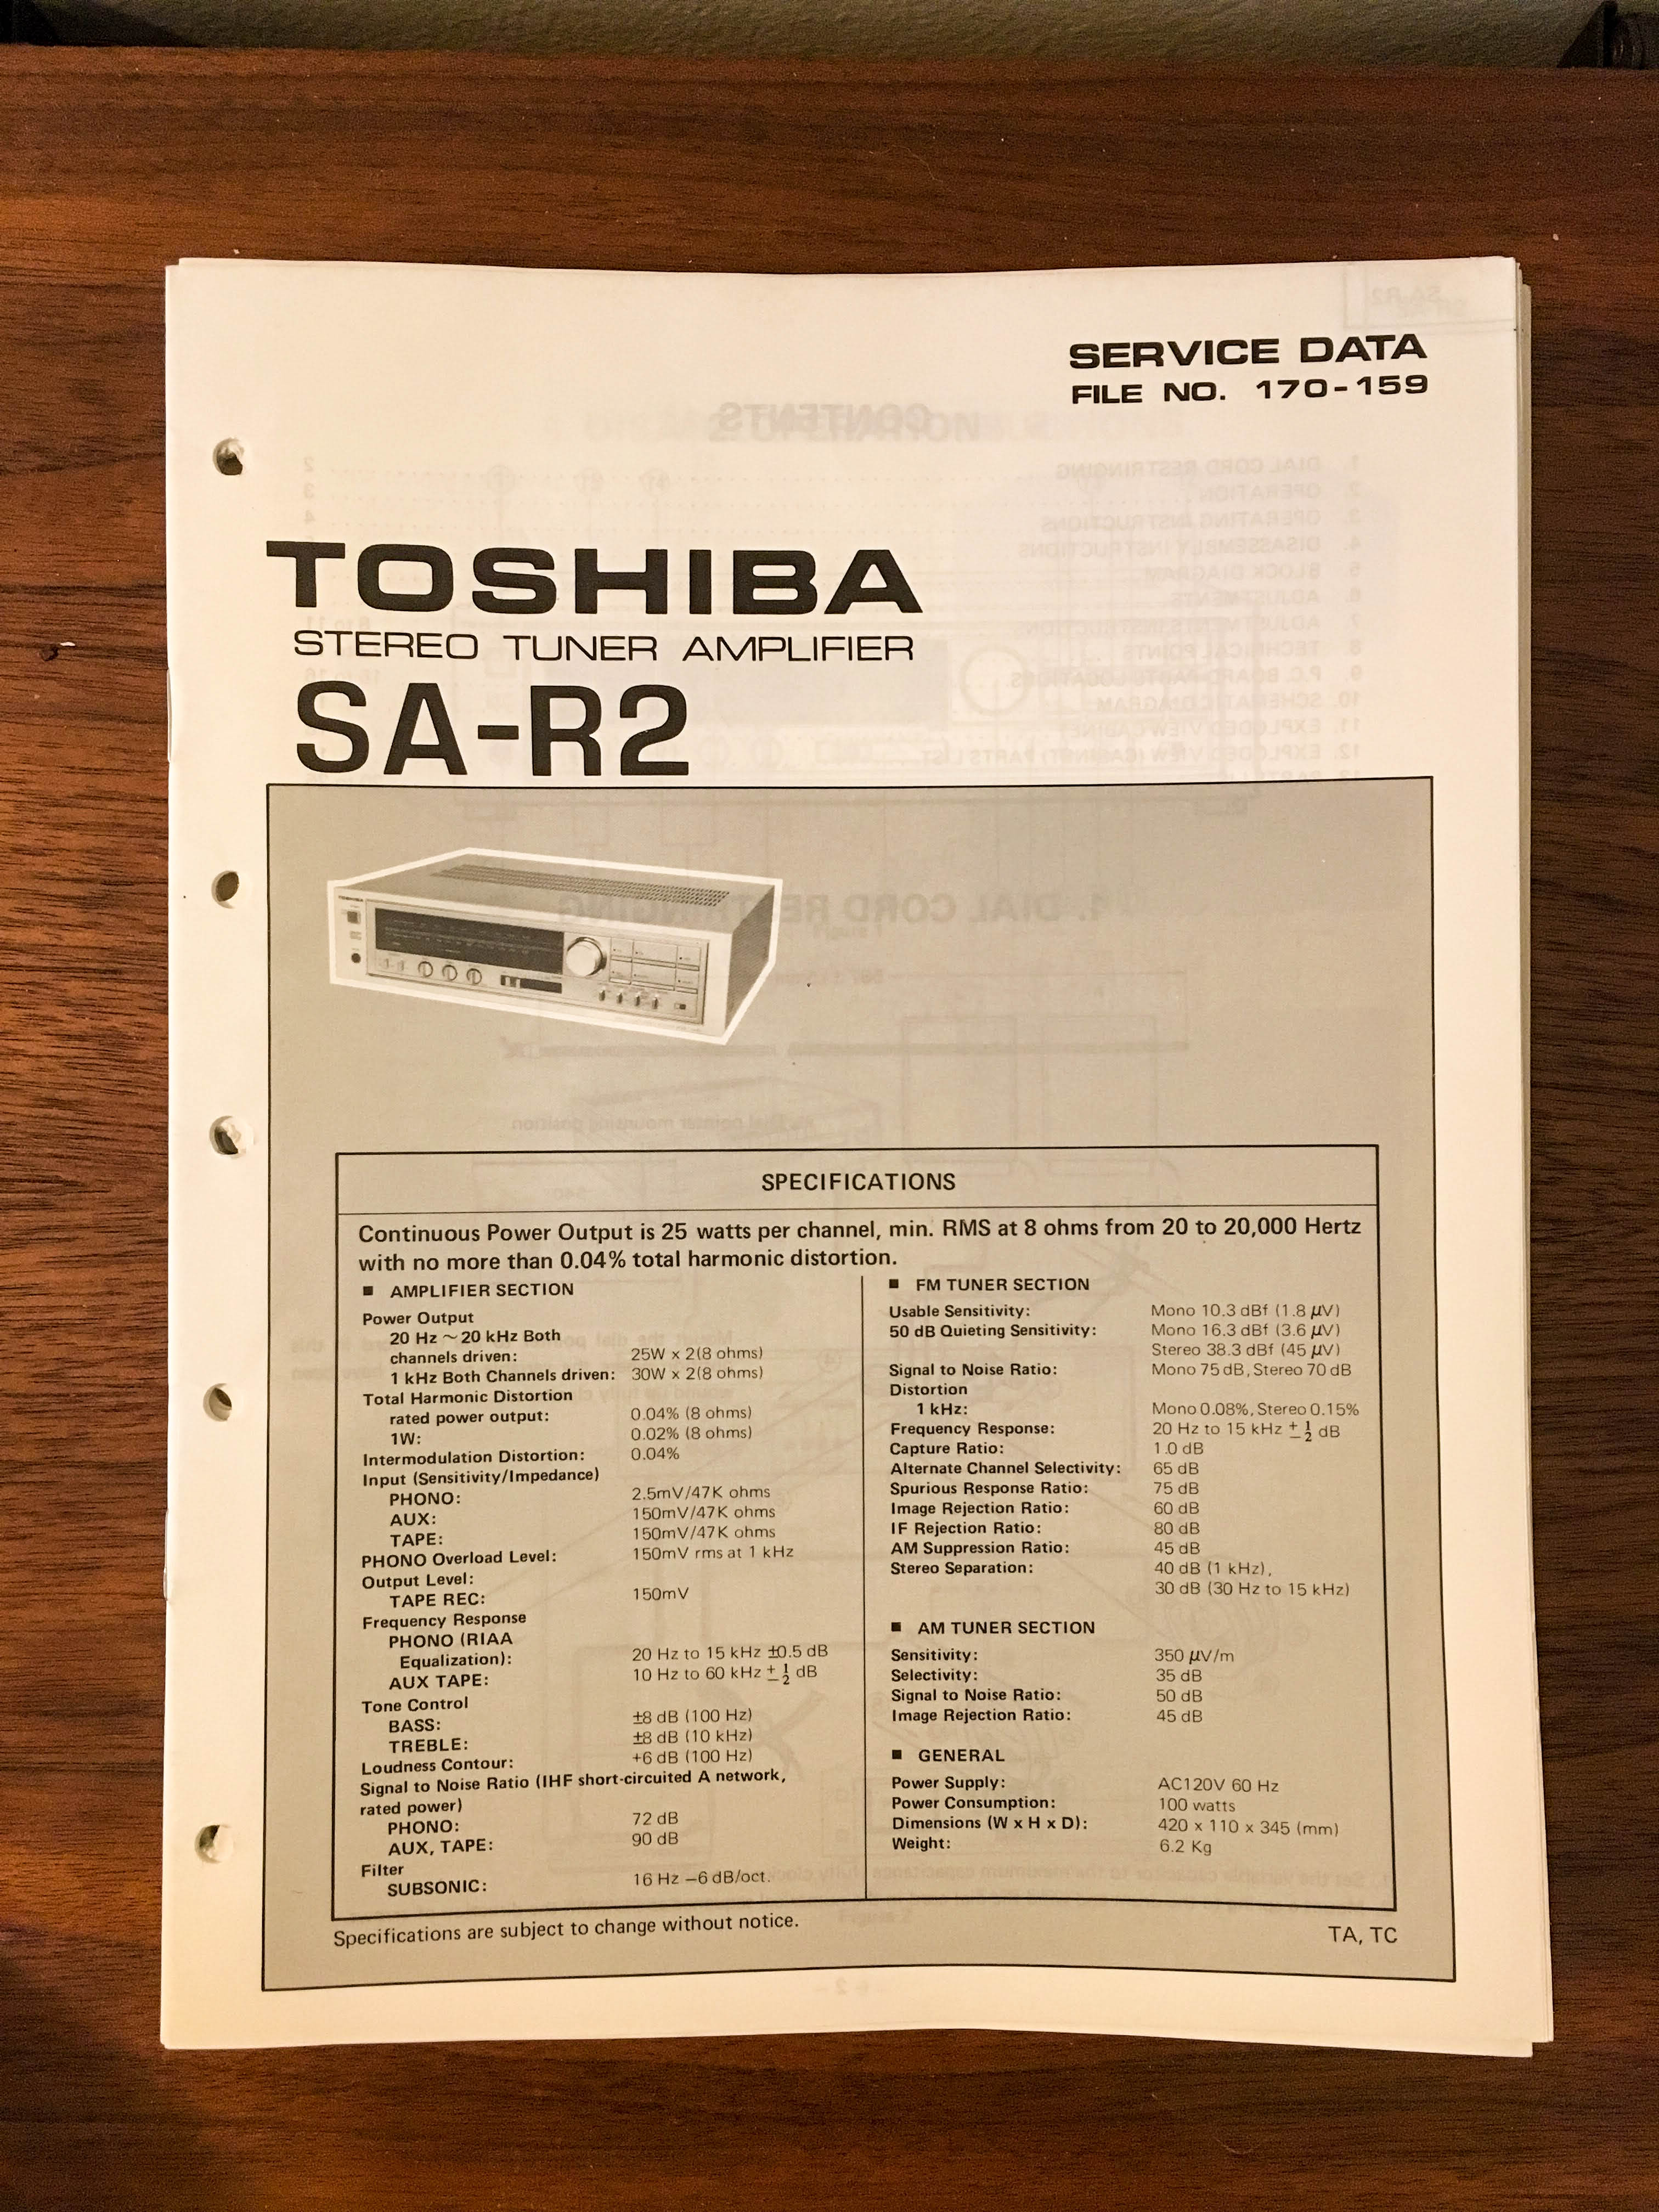 SERVICE DATA
FILE NO. 170-159
TOSHIBA
STEREO TUNER AMPLIFIER
SA-R2
TOSHIBA
SPECIFICATIONS
Continuous Power Output is 25 watts per channel, min. RMS at 8 ohms from 20 to 20,000 Hertz
with no more than 0.04% total harmonic distortion.
■ AMPLIFIER SECTION
Power Output
20 Hz ~ 20 kHz Both
channels driven: 25W x 2(8 ohms)
1 kHz Both Channels driven: 30W x 2(8 ohms)
Total Harmonic Distortion
rated power output: 0.04% (8 ohms)
1W: 0.02% (8 ohms)
Intermodulation Distortion: 0.04%
Input (Sensitivity/Impedance)
PHONO: 2.5mV/47K ohms
AUX: 150mV/47K ohms
TAPE: 150mV/47K ohms
PHONO Overload Level: 150mV rms at 1 kHz
Output Level:
TAPE REC: 150mV
Frequency Response
PHONO (RIAA
Equalization): 20 Hz to 15 kHz ±0.5 dB
AUX TAPE: 10 Hz to 60 kHz + 1 − 2 dB
Tone Control
BASS: ±8 dB (100 Hz)
TREBLE: ±8 dB (10 kHz)
Loudness Contour: +6 dB (100 Hz)
Signal to Noise Ratio (IHF short-circuited A network,
rated power)
PHONO: 72 dB
AUX, TAPE: 90 dB
Filter
SUBSONIC: 16 Hz −6 dB/oct.
■ FM TUNER SECTION
Usable Sensitivity: Mono 10.3 dBf (1.8 μV)
50 dB Quieting Sensitivity: Mono 16.3 dBf (3.6 μV)
Stereo 38.3 dBf (45 μV)
Signal to Noise Ratio: Mono 75 dB, Stereo 70 dB
Distortion
1 kHz: Mono 0.08%, Stereo 0.15%
Frequency Response: 20 Hz to 15 kHz + 1 − 2 dB
Capture Ratio: 1.0 dB
Alternate Channel Selectivity: 65 dB
Spurious Response Ratio: 75 dB
Image Rejection Ratio: 60 dB
IF Rejection Ratio: 80 dB
AM Suppression Ratio: 45 dB
Stereo Separation: 40 dB (1 kHz),
30 dB (30 Hz to 15 kHz)
■ AM TUNER SECTION
Sensitivity: 350 μV/m
Selectivity: 35 dB
Signal to Noise Ratio: 50 dB
Image Rejection Ratio: 45 dB
■ GENERAL
Power Supply: AC120V 60 Hz
Power Consumption: 100 watts
Dimensions (W x H x D): 420 x 110 x 345 (mm)
Weight: 6.2 Kg
Specifications are subject to change without notice.
TA, TC